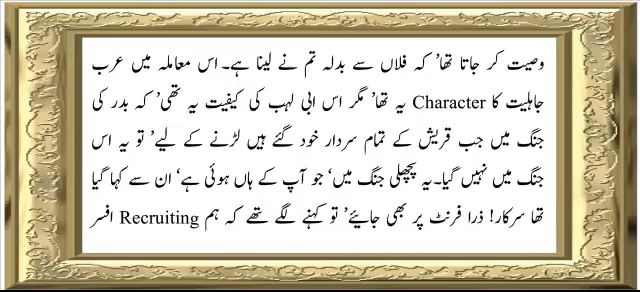 وصیت کر جاتا تھا’ کہ فلاں سے بدلہ تم نے لینا ہے۔ اس معاملہ میں عرب
جاہلیت کا Character یہ تھا’ مگر اس ابی لہب کی کیفیت یہ تھی’ کہ بدر کی
جنگ میں جب قریش کے تمام سردار خود گئے ہیں لڑنے کے لیے’ تو یہ اس
جنگ میں نہیں گیا۔ یہ پچھلی جنگ میں‘ جو آپ کے ہاں ہوئی ہے‘ ان سے کہا گیا
تھا سرکار! ذرا فرنٹ پر بھی جائیے’ تو کہنے لگے تھے کہ ہم Recruiting افسر